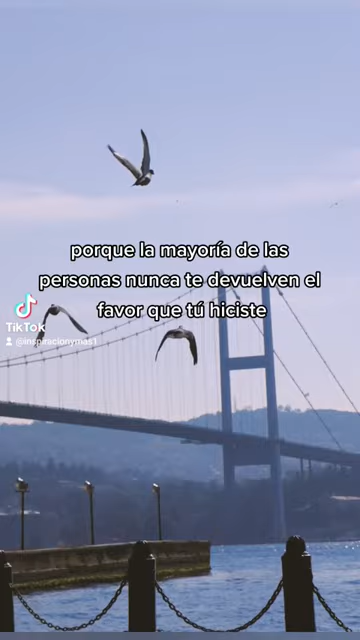 porque la mayoría de las
personas nunca te devuelven el
favor que tú hiciste
TikTok
@inspiracionymas1